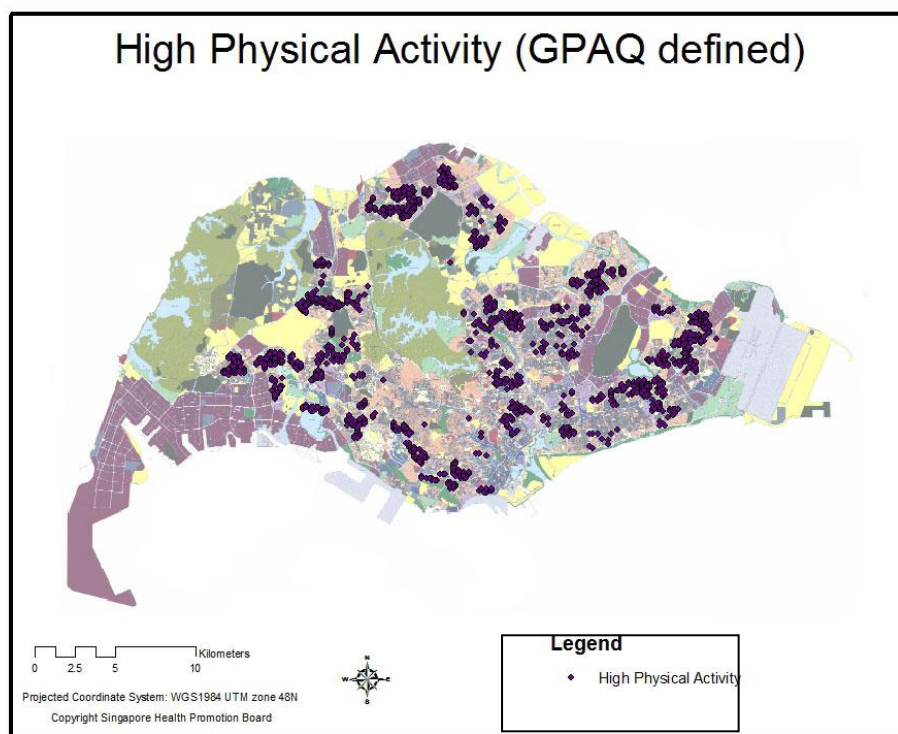 High Physical Activity (GPAQ defined)
Kilometers
0 2.5 5 10
N
W E
S
Projected Coordinate System: WGS1984 UTM zone 48N
Copyright Singapore Health Promotion Board
Legend
High Physical Activity